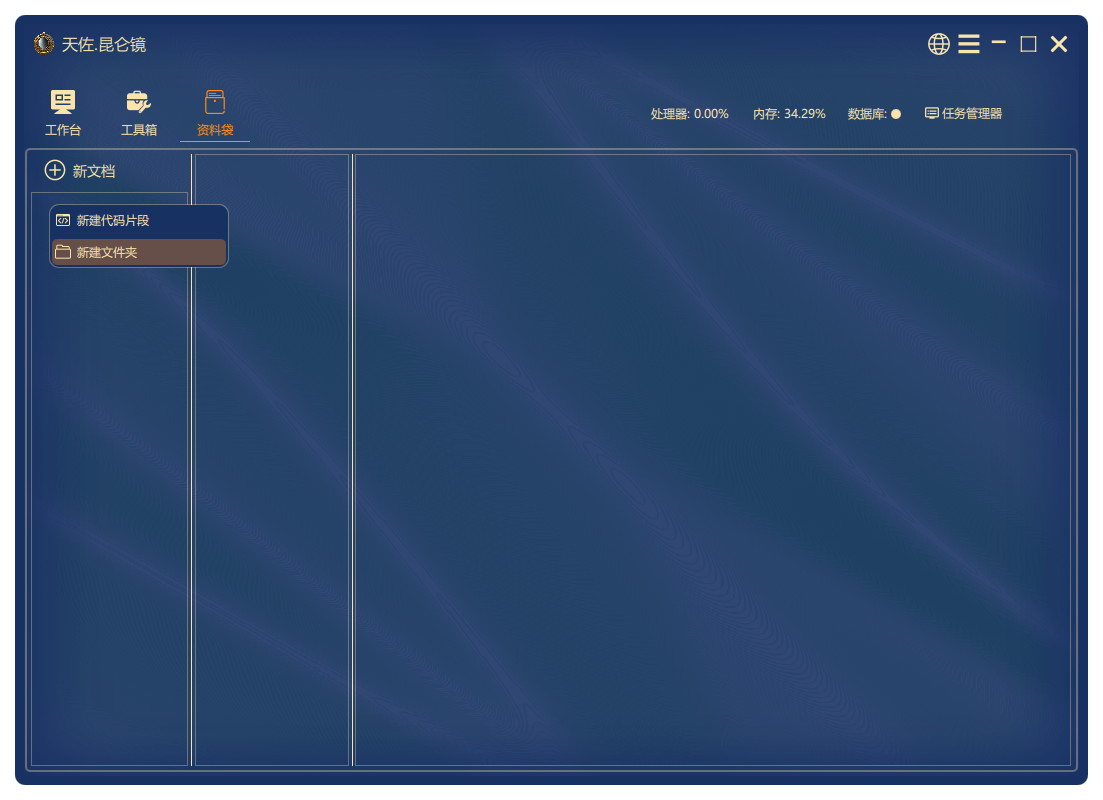 天佐.昆仑镜
工作台 工具箱 资料袋 处理器: 0.00% 内存: 34.29% 数据库: 任务管理器
新文档
新建代码片段
新建文件夹